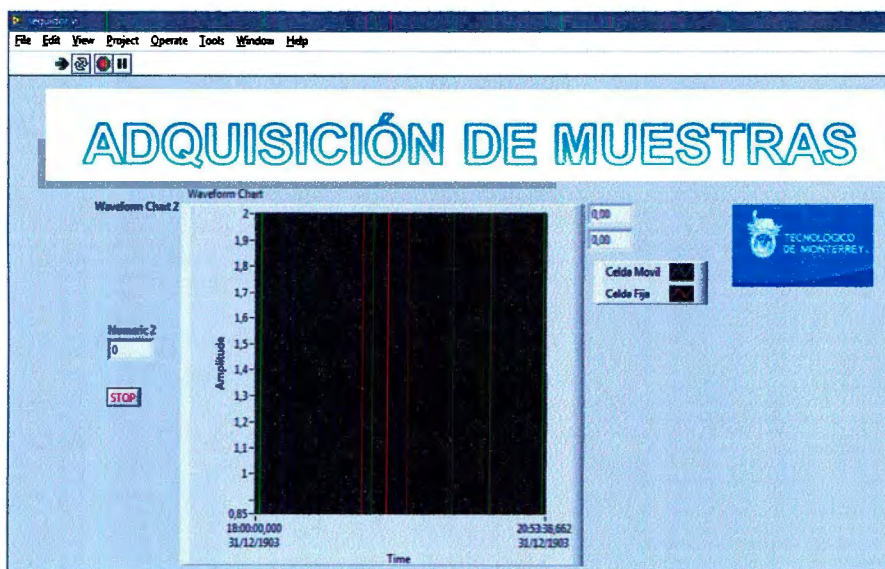 seguidor.vi
File Edit View Project Operate Tools Window Help
ADQUISICIÓN DE MUESTRAS
Waveform Chart 2
Waveform Chart
0,00
0,00
TECNOLOGICO
DE MONTERREY.
Celda Movil
Celda Fija
Numeric 2
0
STOP
Amplitude
2
1,9
1,8
1,7
1,6
1,5
1,4
1,3
1,2
1,1
1
0,85
18:00:00,000
31/12/1903
20:53:38,662
31/12/1903
Time